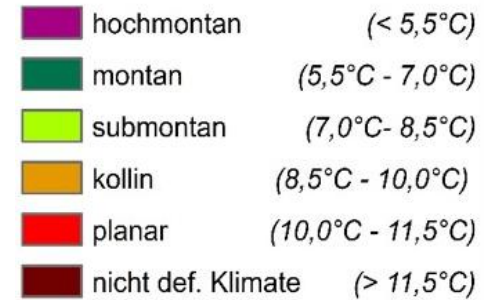 hochmontan (< 5,5°C)
montan (5,5°C - 7,0°C)
submontan (7,0°C- 8,5°C)
kollin (8,5°C - 10,0°C)
planar (10,0°C - 11,5°C)
nicht def. Klimate (> 11,5°C)